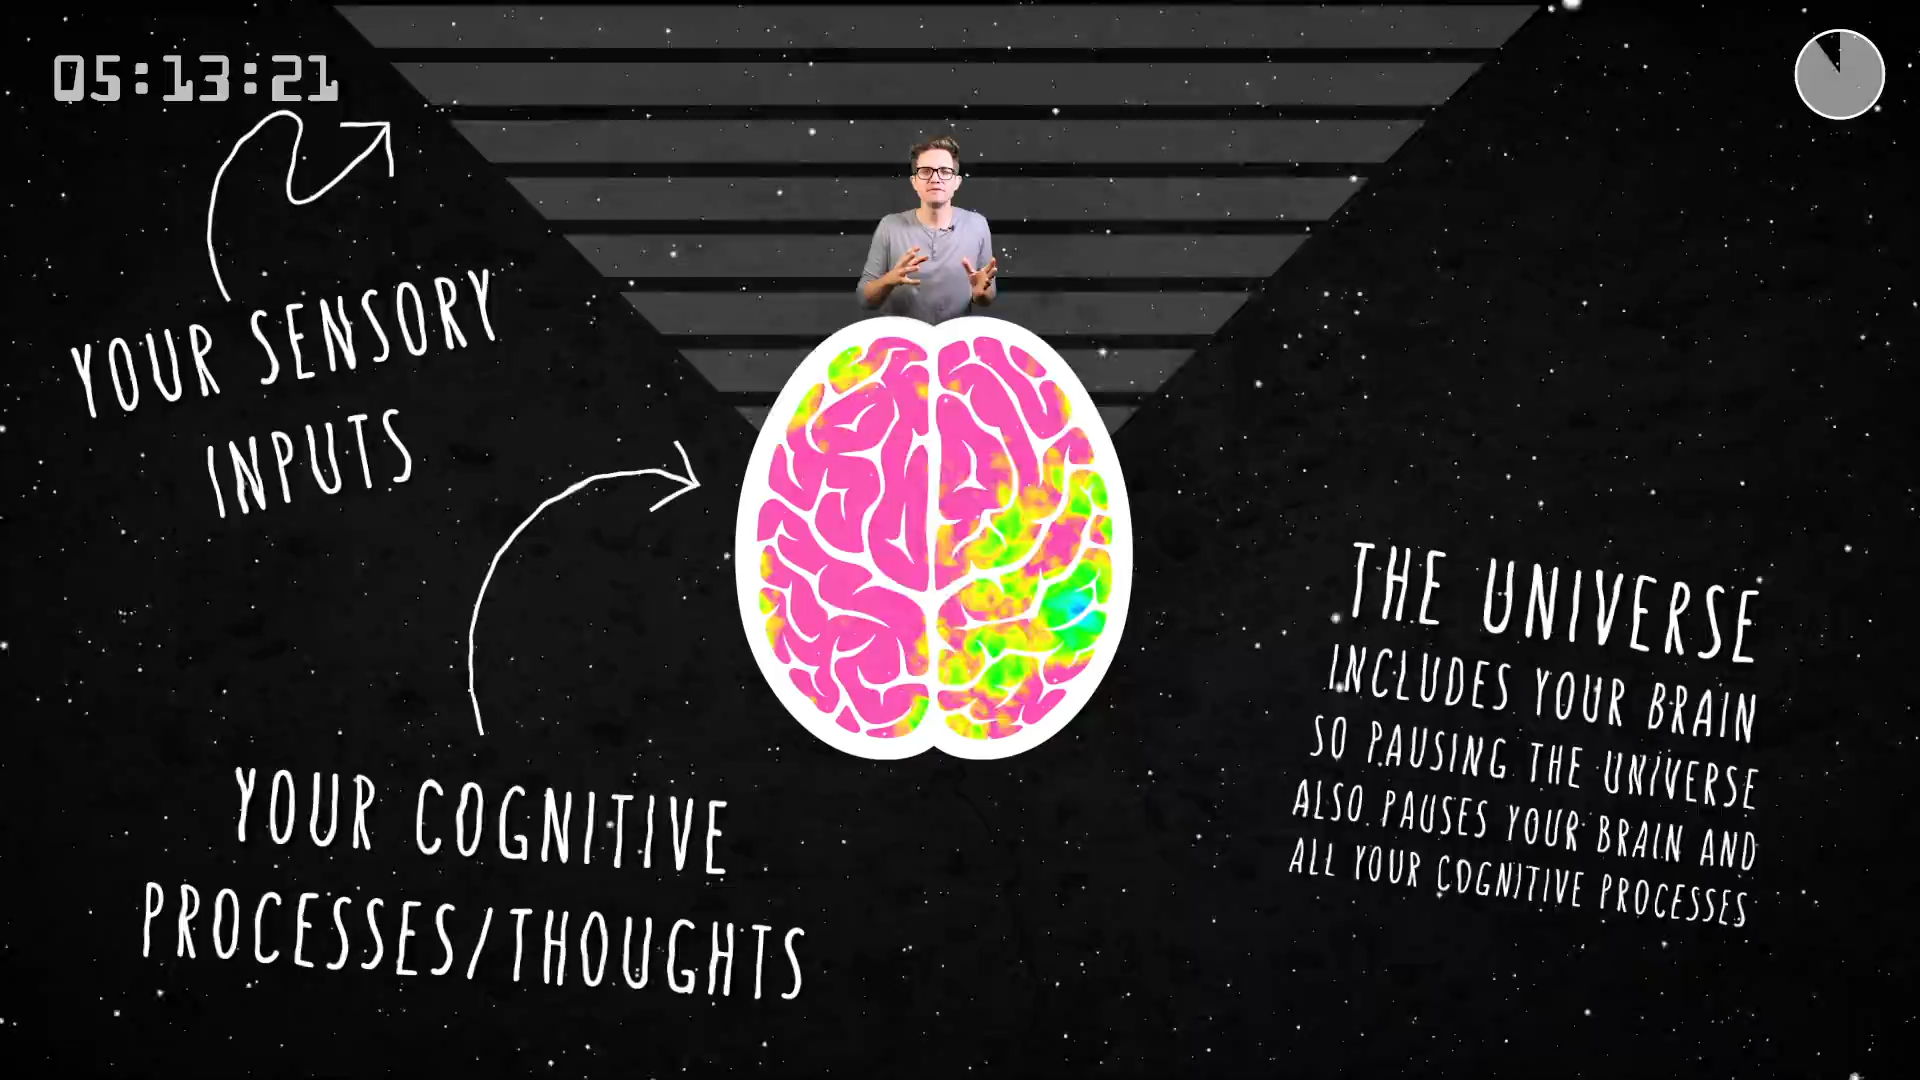 05:13:21
YOUR SENSORY
INPUTS
YOUR COGNITIVE
PROCESSES/THOUGHTS
THE UNIVERSE
INCLUDES YOUR BRAIN
SO PAUSING THE UNIVERSE
ALSO PAUSES YOUR BRAIN AND
ALL YOUR COGNITIVE PROCESSES